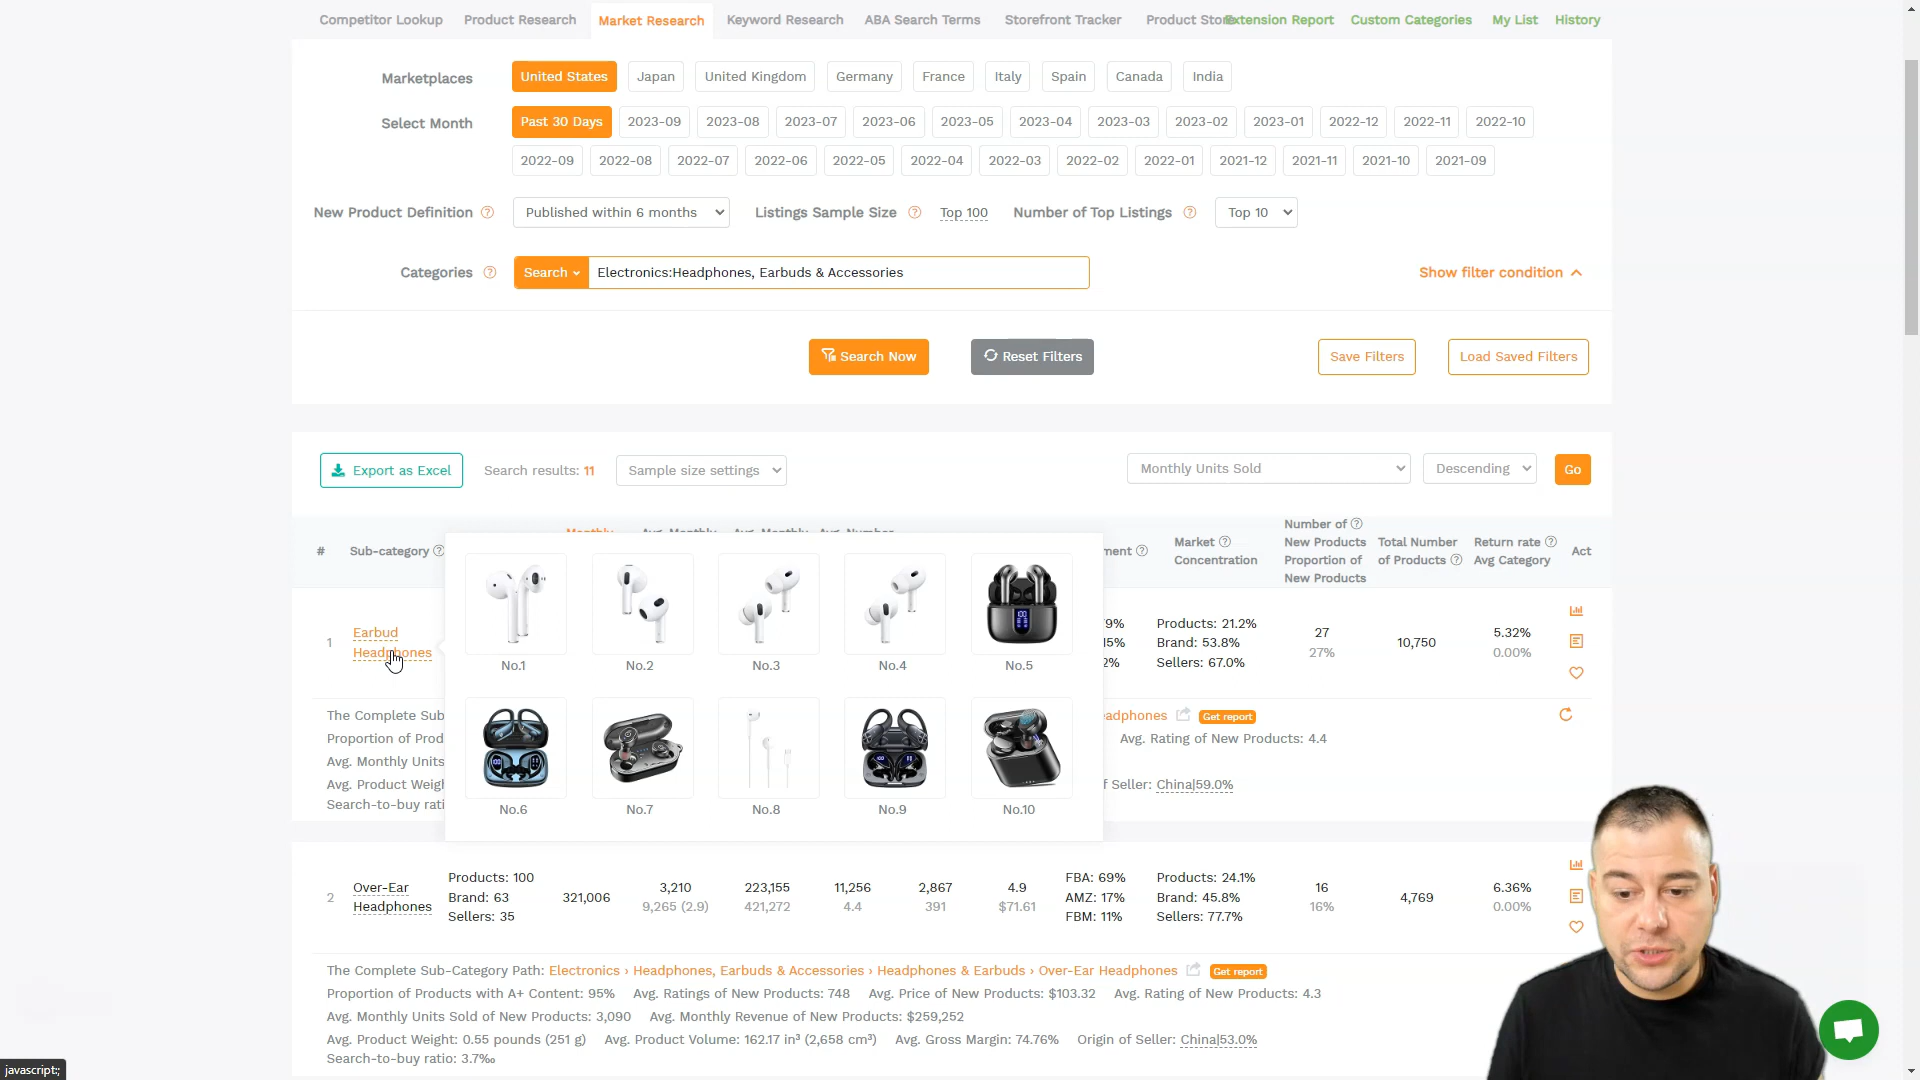 Competitor Lookup Product Research Market Research Keyword Research ABA Search Terms Storefront Tracker Product Extension Report Custom Categories My List History
Marketplaces United States Japan United Kingdom Germany France Italy Spain Canada India
Select Month Past 30 Days 2023-09 2023-08 2023-07 2023-06 2023-05 2023-04 2023-03 2023-02 2023-01 2022-12 2022-11 2022-10
2022-09 2022-08 2022-07 2022-06 2022-05 2022-04 2022-03 2022-02 2022-01 2021-12 2021-11 2021-10 2021-09
New Product Definition ? Published within 6 months Listings Sample Size ? Top 100 Number of Top Listings ? Top 10
Categories ? Search Electronics:Headphones, Earbuds & Accessories Show filter condition
Search Now Reset Filters Save Filters Load Saved Filters
Export as Excel Search results: 11 Sample size settings Monthly Units Sold Descending Go
# Sub-category ? ment ? Market ? Concentration Number of ? New Products Proportion of New Products Total Number of Products ? Return rate ? Avg Category Act
1 Earbud Headphones
No.1 No.2 No.3 No.4 No.5
No.6 No.7 No.8 No.9 No.10
79%
15%
2%
Products: 21.2%
Brand: 53.8%
Sellers: 67.0%
27
27%
10,750
5.32%
0.00%
The Complete Sub
adphones Get report
Proportion of Prod
Avg. Rating of New Products: 4.4
Avg. Monthly Units
Avg. Product Weigh
f Seller: China|59.0%
Search-to-buy rati
2 Over-Ear Headphones
Products: 100
Brand: 63
Sellers: 35
321,006
3,210
9,265 (2.9)
223,155
421,272
11,256
4.4
2,867
391
4.9
$71.61
FBA: 69%
AMZ: 17%
FBM: 11%
Products: 24.1%
Brand: 45.8%
Sellers: 77.7%
16
16%
4,769
6.36%
0.00%
The Complete Sub-Category Path: Electronics › Headphones, Earbuds & Accessories › Headphones & Earbuds › Over-Ear Headphones Get report
Proportion of Products with A+ Content: 95% Avg. Ratings of New Products: 748 Avg. Price of New Products: $103.32 Avg. Rating of New Products: 4.3
Avg. Monthly Units Sold of New Products: 3,090 Avg. Monthly Revenue of New Products: $259,252
Avg. Product Weight: 0.55 pounds (251 g) Avg. Product Volume: 162.17 in³ (2,658 cm³) Avg. Gross Margin: 74.76% Origin of Seller: China|53.0%
Search-to-buy ratio: 3.7‰
javascript:;